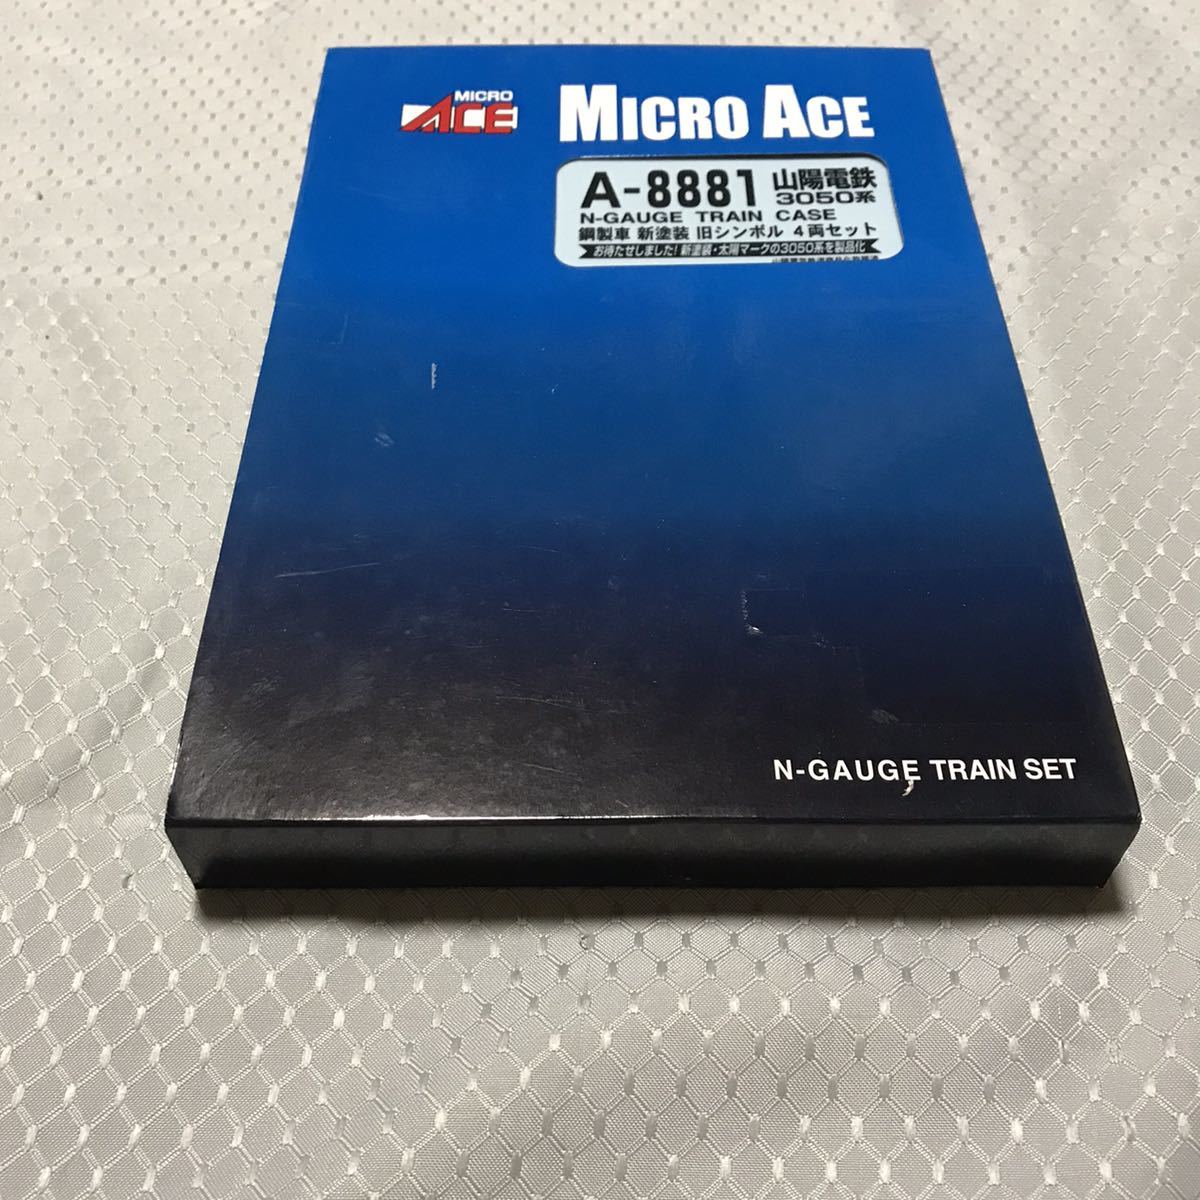 MICRO
ACE
MICRO ACE
A-8881 山陽電鉄
3050系
N-GAUGE TRAIN CASE
鋼製車 新塗装 旧シンボル 4両セット
お待たせしました!新塗装・太陽マークの3050系を製品化
N-GAUGE TRAIN SET